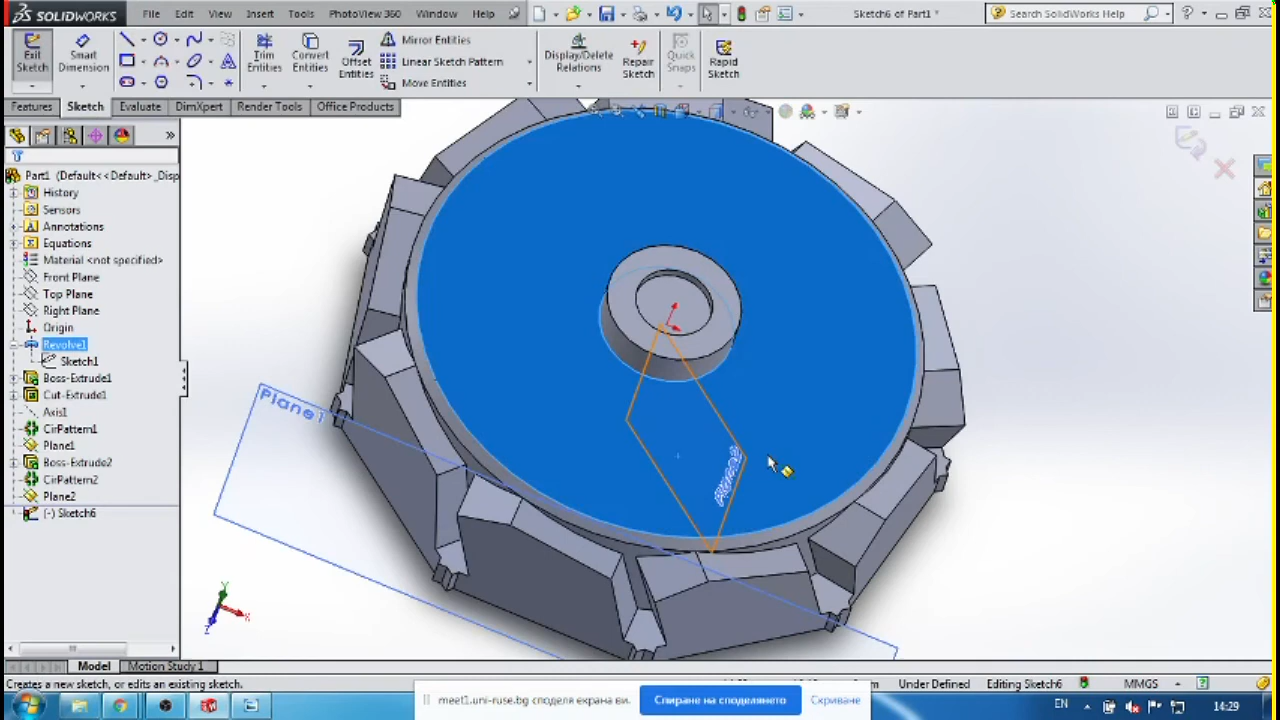 SOLIDWORKS
File Edit View Insert Tools PhotoView 360 Window Help
Sketch6 of Part1 *
Search SolidWorks Help
Exit Sketch
Smart Dimension
Trim Entities
Convert Entities
Offset Entities
Mirror Entities
Linear Sketch Pattern
Move Entities
Display/Delete Relations
Repair Sketch
Quick Snaps
Rapid Sketch
Features Sketch Evaluate DimXpert Render Tools Office Products
Part1 (Default<<Default>_Disp
History
Sensors
Annotations
Equations
Material <not specified>
Front Plane
Top Plane
Right Plane
Origin
Revolve1
Sketch1
Boss-Extrude1
Cut-Extrude1
Axis1
CirPattern1
Plane1
Boss-Extrude2
CirPattern2
Plane2
(-) Sketch6
Plane1
Y
X
Z
Model Motion Study 1
Creates a new sketch, or edits an existing sketch.
Under Defined Editing Sketch6 MMGS
meet1.uni-ruse.bg споделя екрана ви.
Спиране на споделянето
Скриване
EN
14:29